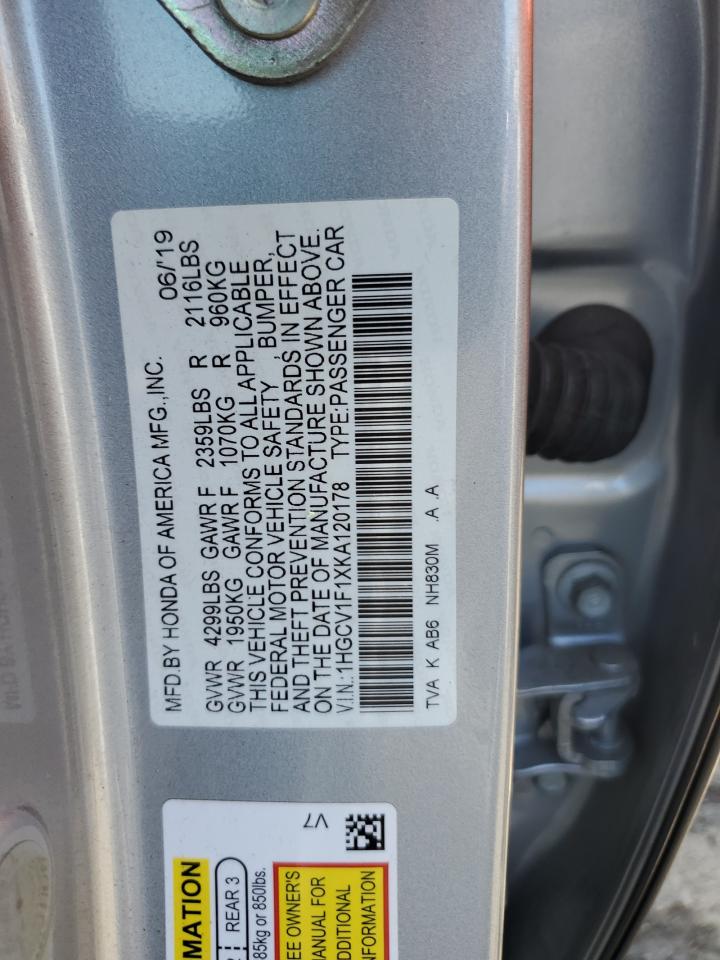 MFD.BY HONDA OF AMERICA MFG.,INC. 06/'19
GVWR 4299LBS GAWR F 2359LBS R 2116LBS
GVWR 1950KG GAWR F 1070KG R 960KG
THIS VEHICLE CONFORMS TO ALL APPLICABLE
FEDERAL MOTOR VEHICLE SAFETY, BUMPER,
AND THEFT PREVENTION STANDARDS IN EFFECT
ON THE DATE OF MANUFACTURE SHOWN ABOVE.
V.I.N.:1HGCV1F1XKA120178 TYPE:PASSENGER CAR
TVA K AB6 NH830M .A .A
V7
MATION
REAR 3
85kg or 850lbs.
EE OWNER'S
MANUAL FOR
ADDITIONAL
NFORMATION